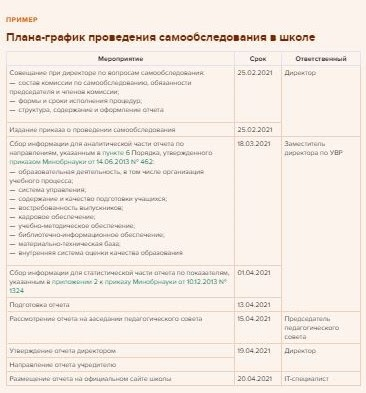 ПРИМЕР
Плана-график проведения самообследования в школе
Мероприятие Срок Ответственный
Совещание при директоре по вопросам самообследования: 25.02.2021 Директор
— состав комиссии по самообследованию, обязанности
председателя и членов комиссии;
— формы и сроки исполнения процедур;
— структура, содержание и оформление отчета
Издание приказа о проведении самообследования 25.02.2021
Сбор информации для аналитической части отчета по 18.03.2021 Заместитель
направлениям, указанным в пункте 6 Порядка, утвержденного директора по УВР
приказом Минобрнауки от 14.06.2013 № 462:
— образовательная деятельность, в том числе организация
учебного процесса;
— система управления;
— содержание и качество подготовки учащихся;
— востребованность выпускников;
— кадровое обеспечение;
— учебно-методическое обеспечение;
— библиотечно-информационное обеспечение;
— материально-техническая база;
— внутренняя система оценки качества образования
Сбор информации для статистической части отчета по показателям, 01.04.2021
указанным в приложении 2 к приказу Минобрнауки от 10.12.2013 №
1324
Подготовка отчета 13.04.2021
Рассмотрение отчета на заседании педагогического совета 15.04.2021 Председатель
педагогического
совета
Утверждение отчета директором 19.04.2021 Директор
Направление отчета учредителю
Размещение отчета на официальном сайте школы 20.04.2021 IT-специалист